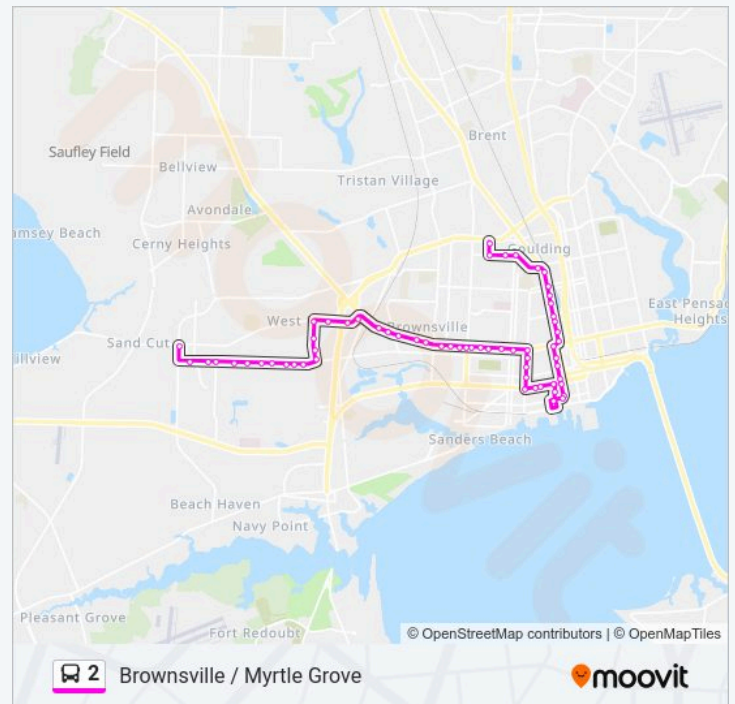 Brent
Saufley Field
Bellview
Tristan Village
Avondale
amsey Beach
Cerny Heights
Goulding
East Pensac
Heights
West
Brownsville
Sand Cut
ullview
Sanders Beach
Beach Haven
Navy Point
Pleasant Grove
Fort Redoubt
© OpenStreetMap contributors | © OpenMapTiles
2 Brownsville / Myrtle Grove
moovit